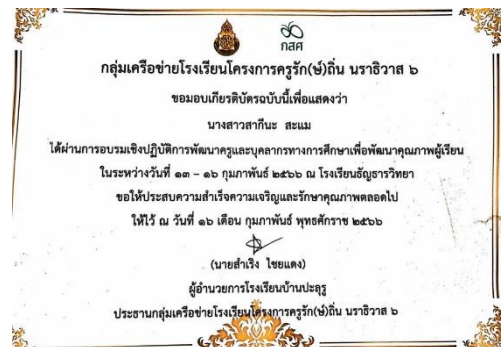 กสศ
กลุ่มเครือข่ายโรงเรียนโครงการครูรัก(ษ์)ถิ่น นราธิวาส ๖
ขอมอบเกียรติบัตรฉบับนี้เพื่อแสดงว่า
นางสาวสากีนะ สะแม
ได้ผ่านการอบรมเชิงปฏิบัติการพัฒนาครูและบุคลากรทางการศึกษาเพื่อพัฒนาคุณภาพผู้เรียน
ในระหว่างวันที่ ๑๓ – ๑๖ กุมภาพันธ์ ๒๕๖๖ ณ โรงเรียนธัญธารวิทยา
ขอให้ประสบความสำเร็จความเจริญและรักษาคุณภาพตลอดไป
ให้ไว้ ณ วันที่ ๑๖ เดือน กุมภาพันธ์ พุทธศักราช ๒๕๖๖
(นายสำเริง ไชยแดง)
ผู้อำนวยการโรงเรียนบ้านปะลุรู
ประธานกลุ่มเครือข่ายโรงเรียนโครงการครูรัก(ษ์)ถิ่น นราธิวาส ๖